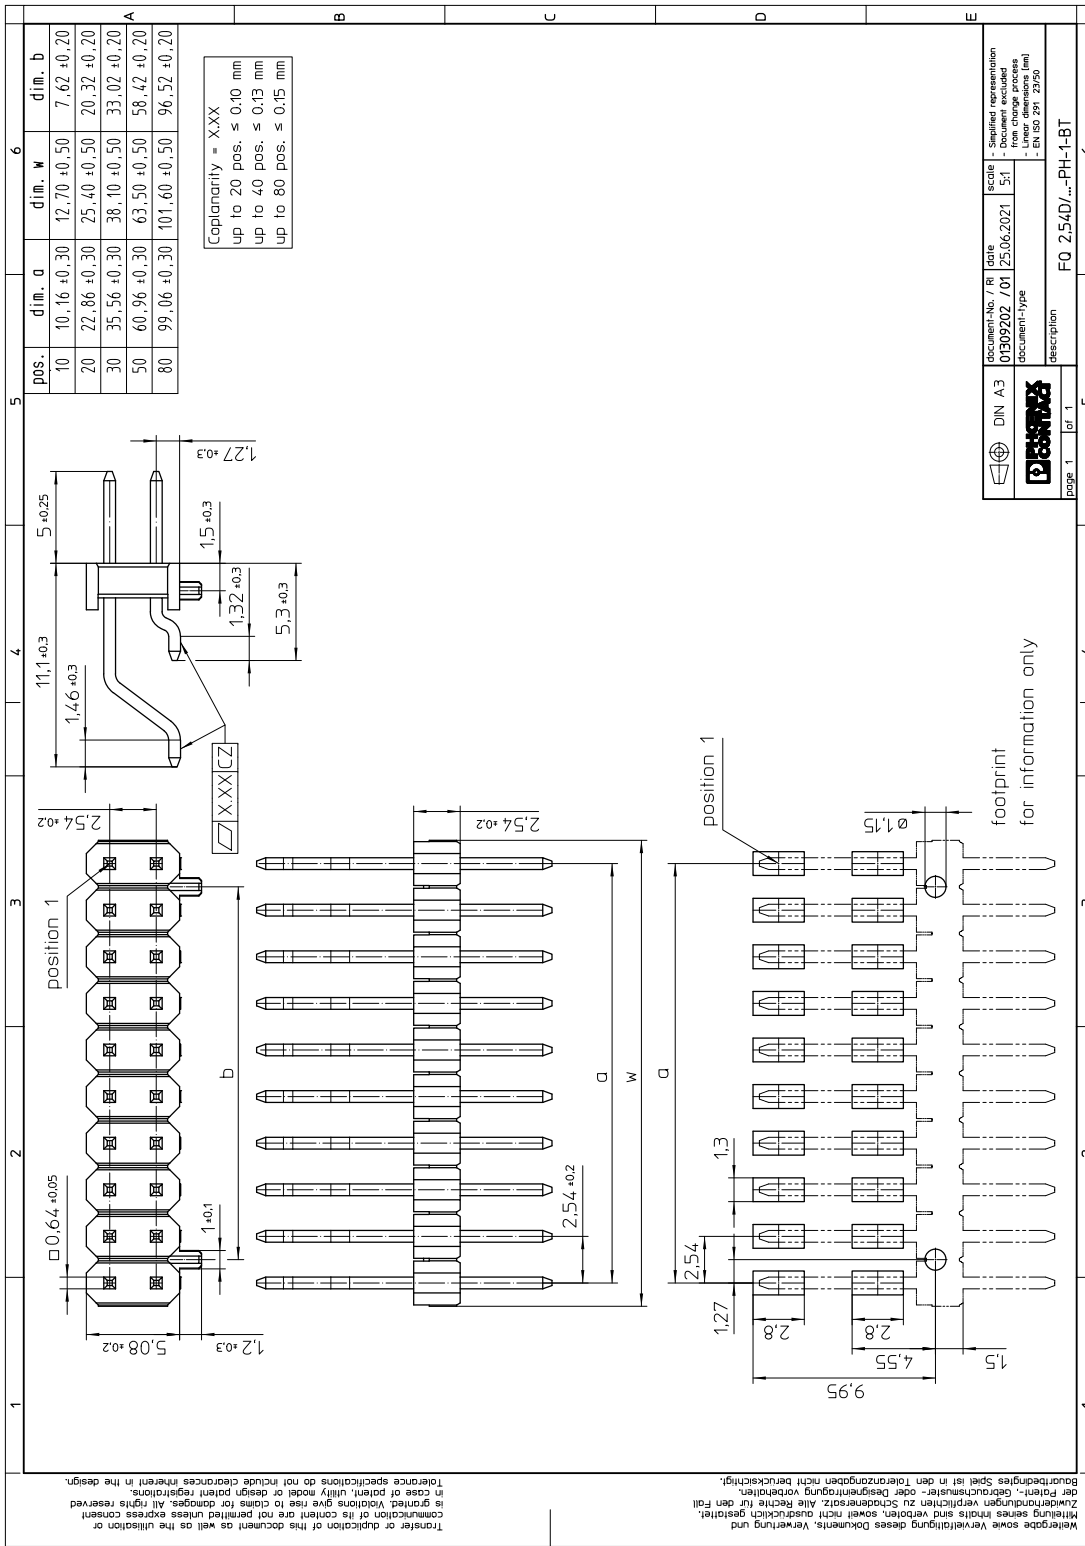 pos. dim. a dim. w dim. b
10 10,16 ±0,30 12,70 ±0,50 7,62 ±0,20
20 22,86 ±0,30 25,40 ±0,50 20,32 ±0,20
30 35,56 ±0,30 38,10 ±0,50 33,02 ±0,20
50 60,96 ±0,30 63,50 ±0,50 58,42 ±0,20
80 99,06 ±0,30 101,60 ±0,50 96,52 ±0,20
Coplanarity = X.XX
up to 20 pos. ≤ 0.10 mm
up to 40 pos. ≤ 0.13 mm
up to 80 pos. ≤ 0.15 mm
1 2 3 4 5 6
A
B
C
D
E
11,1 ±0,3
5 ±0,25
1,46 ±0,3
1,27 ±0,3
1,5 ±0,3
1,32 ±0,3
5,3 ±0,3
X.XX CZ
position 1
2,54 ±0,2
□0,64 ±0,05
5,08 ±0,2
1,2 ±0,3
1 ±0,1
b
2,54 ±0,2
a
w
2,54 ±0,2
position 1
a
1,3
2,54
1,27
2,8
2,8
4,55
9,95
1,5
ø1,15
footprint
for information only
DIN A3
PHŒNIX
CONTACT
page 1 of 1
document-No. / RI
01309202 / 01
date
25.06.2021
scale
5:1
- Simplified representation
- Document excluded
from change process
- Linear dimensions [mm]
- EN ISO 291 23/50
document-type
description
FQ 2,54D/...-PH-1-BT
Transfer or duplication of this document as well as the utilisation or
communication of its content are not permitted unless express consent
is granted. Violations give rise to claims for damages. All rights reserved
in case of patent, utility model or design patent registrations.
Tolerance specifications do not include clearances inherent in the design.
Weitergabe sowie Vervielfältigung dieses Dokuments, Verwertung und
Mitteilung seines Inhalts sind verboten, soweit nicht ausdrücklich gestattet.
Zuwiderhandlungen verpflichten zu Schadenersatz. Alle Rechte für den Fall
der Patent-, Gebrauchsmuster- oder Designeintragung vorbehalten.
Bauartbedingtes Spiel ist in den Toleranzangaben nicht berücksichtigt.